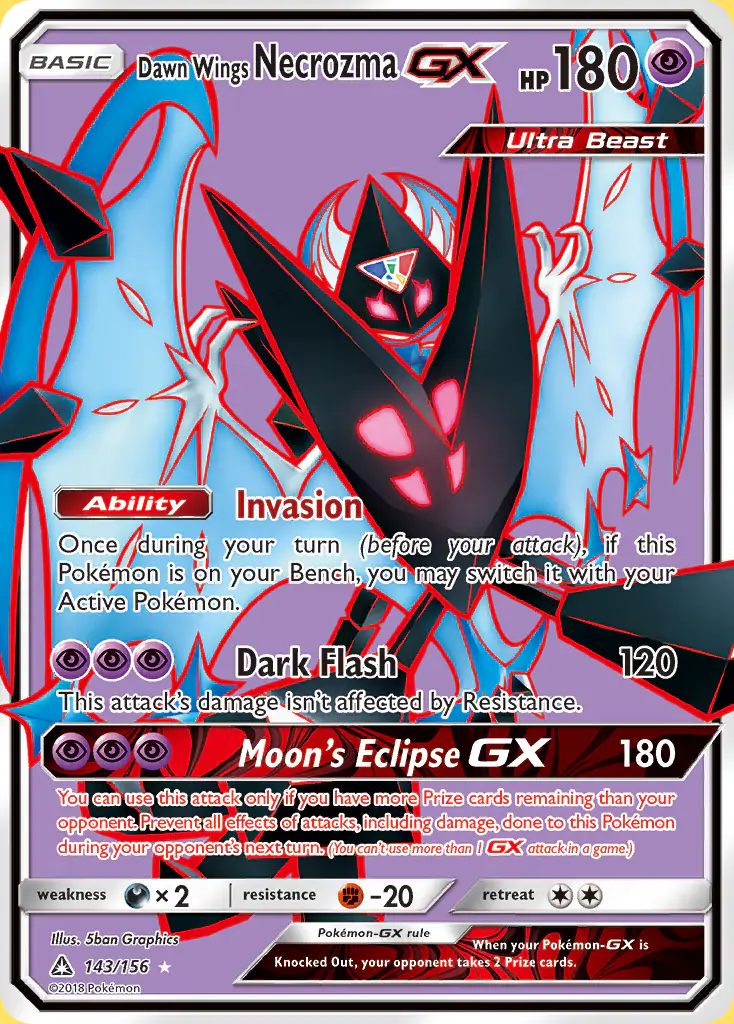 BASIC Dawn Wings Necrozma GX HP 180
Ultra Beast
Ability Invasion
Once during your turn (before your attack), if this
Pokémon is on your Bench, you may switch it with your
Active Pokémon.
Dark Flash 120
This attack's damage isn't affected by Resistance.
Moon's Eclipse GX 180
You can use this attack only if you have more Prize cards remaining than your
opponent. Prevent all effects of attacks, including damage, done to this Pokémon
during your opponent's next turn. (You can't use more than 1 GX attack in a game.)
weakness ×2 resistance -20 retreat
Illus. 5ban Graphics
143/156
©2018 Pokémon
Pokémon-GX rule
When your Pokémon-GX is
Knocked Out, your opponent takes 2 Prize cards.